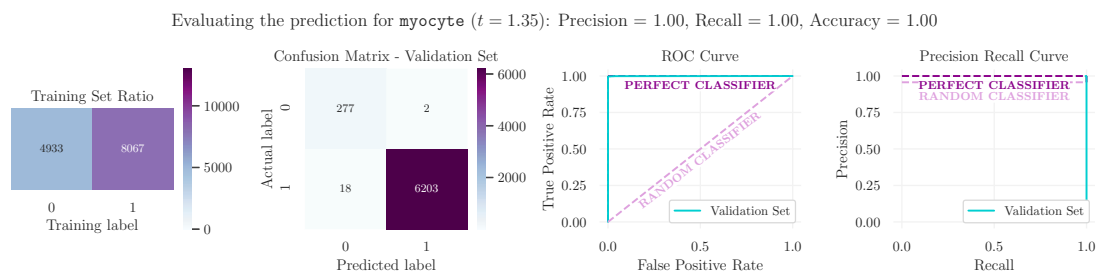 Evaluating the prediction for myocyte (t = 1.35): Precision = 1.00, Recall = 1.00, Accuracy = 1.00
Training Set Ratio
4933
8067
0
1
Training label
10000
5000
0
Confusion Matrix - Validation Set
Actual label
0
1
277
2
18
6203
0
1
Predicted label
6000
4000
2000
ROC Curve
True Positive Rate
1.00
0.75
0.50
0.25
0.00
PERFECT CLASSIFIER
RANDOM CLASSIFIER
Validation Set
0.0
0.5
1.0
False Positive Rate
Precision Recall Curve
Precision
1.00
0.75
0.50
0.25
0.00
PERFECT CLASSIFIER
RANDOM CLASSIFIER
Validation Set
0.0
0.5
1.0
Recall